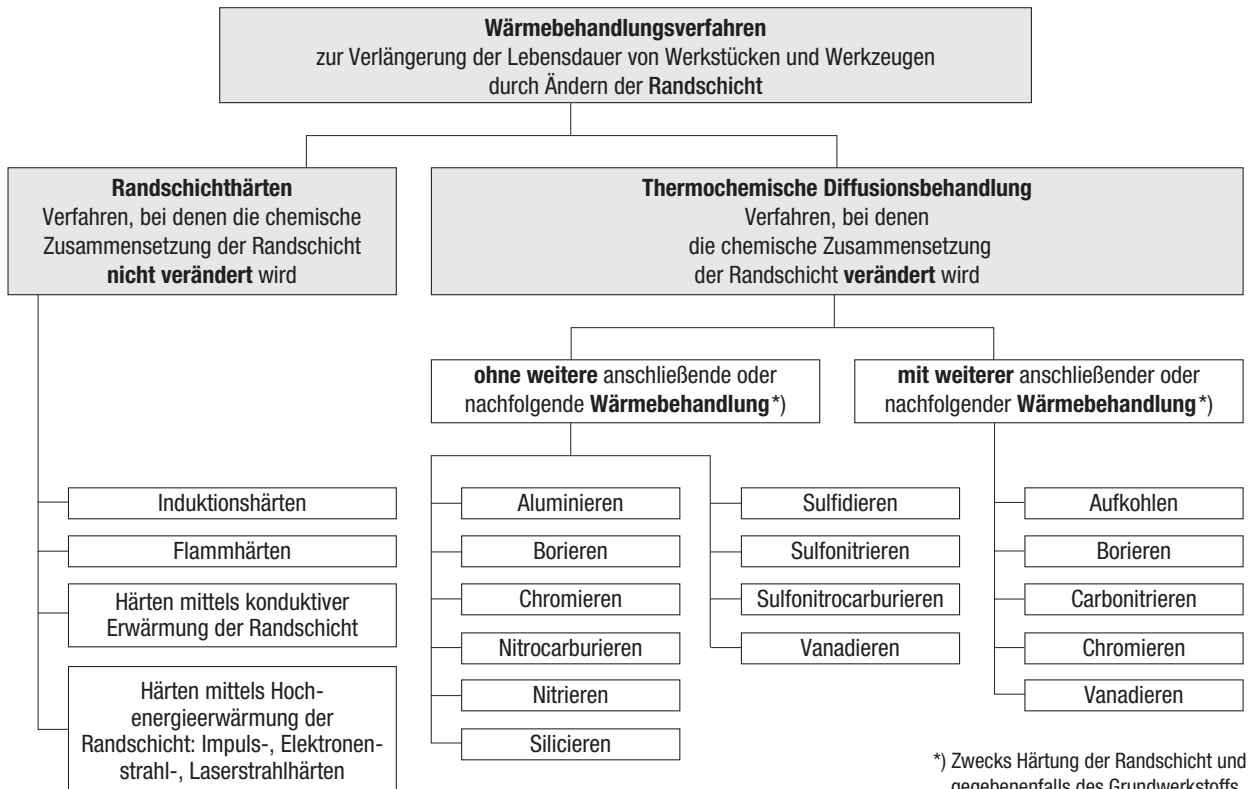 Wärmebehandlungsverfahren
zur Verlängerung der Lebensdauer von Werkstücken und Werkzeugen
durch Ändern der Randschicht
Randschichthärten
Verfahren, bei denen die chemische
Zusammensetzung der Randschicht
nicht verändert wird
Thermochemische Diffusionsbehandlung
Verfahren, bei denen
die chemische Zusammensetzung
der Randschicht verändert wird
ohne weitere anschließende oder
nachfolgende Wärmebehandlung*)
mit weiterer anschließender oder
nachfolgender Wärmebehandlung*)
Induktionshärten
Flammhärten
Härten mittels konduktiver
Erwärmung der Randschicht
Härten mittels Hoch-
energieerwärmung der
Randschicht: Impuls-, Elektronen-
strahl-, Laserstrahlhärten
Aluminieren
Borieren
Chromieren
Nitrocarburieren
Nitrieren
Silicieren
Sulfidieren
Sulfonitrieren
Sulfonitrocarburieren
Vanadieren
Aufkohlen
Borieren
Carbonitrieren
Chromieren
Vanadieren
*) Zwecks Härtung der Randschicht und
gegebenenfalls des Grundwerkstoffs